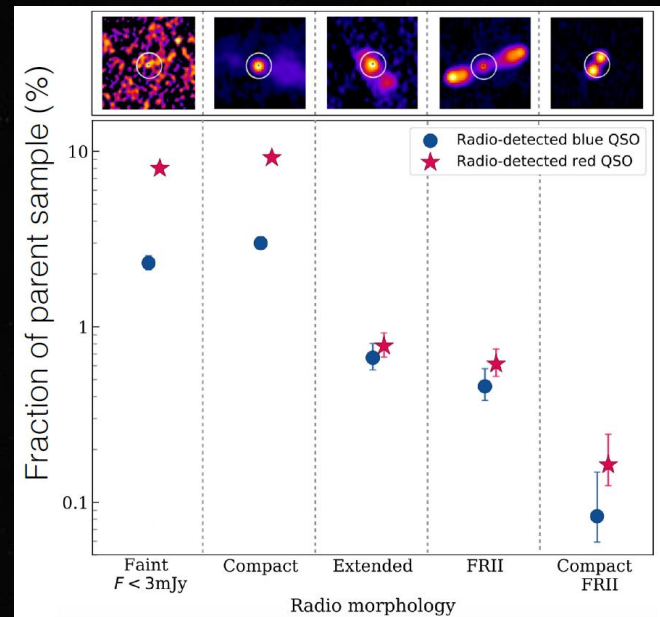 Fraction of parent sample (%)
Radio-detected blue QSO
Radio-detected red QSO
10
1
0.1
Faint
F < 3mJy
Compact
Extended
FRII
Compact
FRII
Radio morphology